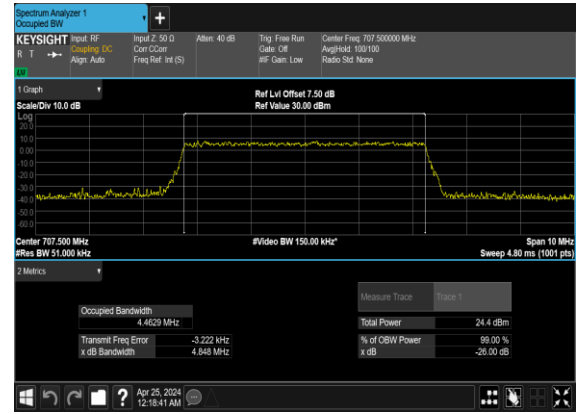 Spectrum Analyzer 1
Occupied BW
+
KEYSIGHT Input: RF Input Z: 50 Ω Atten: 40 dB Trig: Free Run Center Freq: 707.500000 MHz
R T Coupling: DC Corr CCorr Gate: Off Avg|Hold: 100/100
Align: Auto Freq Ref: Int (S) #IF Gain: Low Radio Std: None
LW
1 Graph
Ref Lvl Offset 7.50 dB
Scale/Div 10.0 dB Ref Value 30.00 dBm
Log
20.0
10.0
0.00
-10.0
-20.0
-30.0
-40.0
-50.0
-60.0
Center 707.500 MHz #Video BW 150.00 kHz* Span 10 MHz
#Res BW 51.000 kHz Sweep 4.80 ms (1001 pts)
2 Metrics
Measure Trace Trace 1
Occupied Bandwidth
4.4629 MHz Total Power 24.4 dBm
Transmit Freq Error -3.222 kHz % of OBW Power 99.00 %
x dB Bandwidth 4.848 MHz x dB -26.00 dB
? Apr 25, 2024
12:18:41 AM